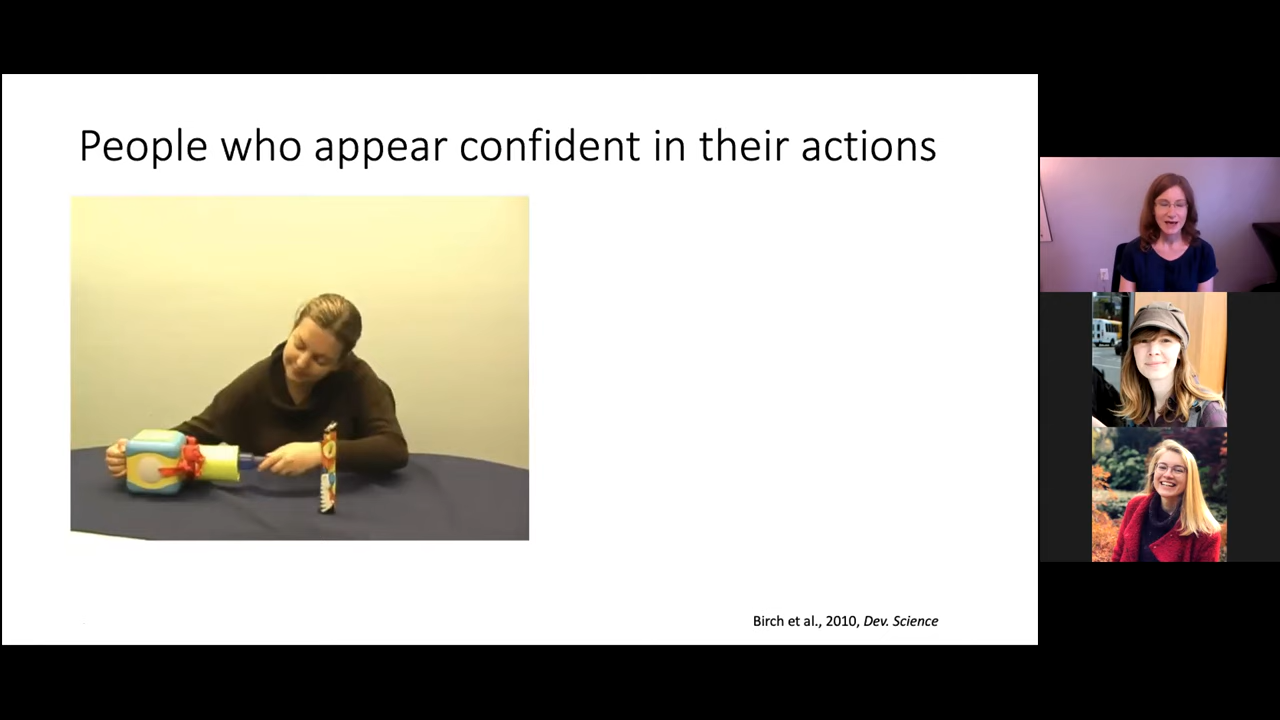 People who appear confident in their actions
Birch et al., 2010, Dev. Science